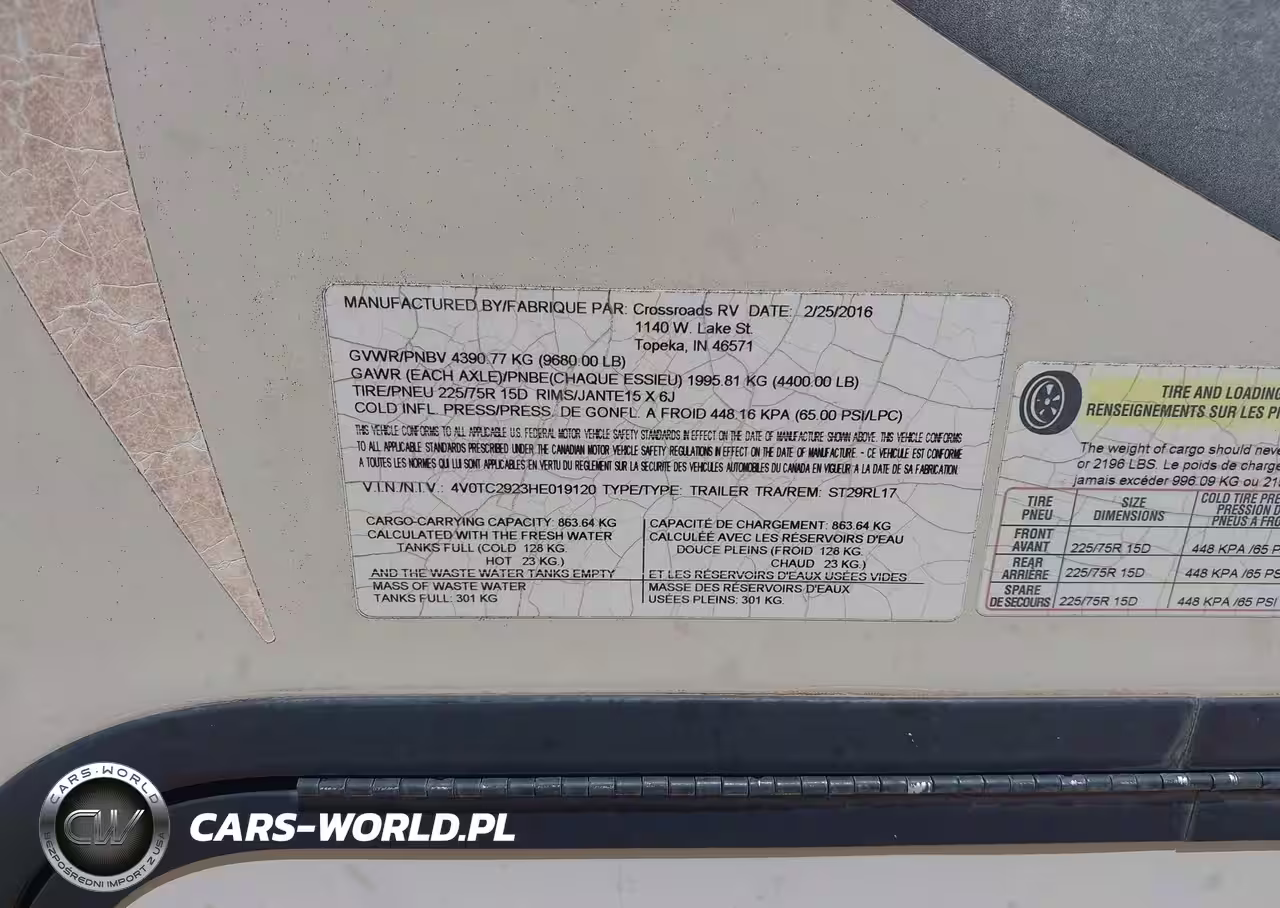 MANUFACTURED BY/FABRIQUE PAR: Crossroads RV DATE: 2/25/2016
1140 W. Lake St.
Topeka, IN 46571
GVWR/PNBV 4390.77 KG (9680.00 LB)
GAWR (EACH AXLE)/PNBE(CHAQUE ESSIEU) 1995.81 KG (4400.00 LB)
TIRE/PNEU 225/75R 15D RIMS/JANTE15 X 6J
COLD INFL. PRESS/PRESS. DE GONFL. A FROID 448.16 KPA (65.00 PSI/LPC)
THIS VEHICLE CONFORMS TO ALL APPLICABLE U.S. FEDERAL MOTOR VEHICLE SAFETY STANDARDS IN EFFECT ON THE DATE OF MANUFACTURE SHOWN ABOVE. THIS VEHICLE CONFORMS
TO ALL APPLICABLE STANDARDS PRESCRIBED UNDER THE CANADIAN MOTOR VEHICLE SAFETY REGULATIONS IN EFFECT ON THE DATE OF MANUFACTURE. - CE VEHICULE EST CONFORME
A TOUTES LES NORMES QUI LUI SONT APPLICABLES EN VERTU DU REGLEMENT SUR LA SECURITE DES VEHICULES AUTOMOBILES DU CANADA EN VIGUEUR A LA DATE DE SA FABRICATION.
V.I.N./N.I.V.: 4V0TC2923HE019120 TYPE/TYPE: TRAILER TRA/REM: ST29RL17
CARGO-CARRYING CAPACITY: 863.64 KG
CALCULATED WITH THE FRESH WATER
TANKS FULL (COLD 128 KG.
HOT 23 KG.)
AND THE WASTE WATER TANKS EMPTY
MASS OF WASTE WATER
TANKS FULL: 301 KG
CAPACITÉ DE CHARGEMENT: 863.64 KG
CALCULÉE AVEC LES RÉSERVOIRS D'EAU
DOUCE PLEINS (FROID 128 KG.
CHAUD 23 KG.)
ET LES RÉSERVOIRS D'EAUX USÉES VIDES
MASSE DES RÉSERVOIRS D'EAUX
USÉES PLEINS: 301 KG.
TIRE AND LOADING
RENSEIGNEMENTS SUR LES P
The weight of cargo should neve
or 2196 LBS. Le poids de charge
jamais excéder 996.09 KG ou 21
TIRE SIZE COLD TIRE PRE
PNEU DIMENSIONS PRESSION D
PNEUS A FRO
FRONT
AVANT 225/75R 15D 448 KPA /65 P
REAR
ARRIÈRE 225/75R 15D 448 KPA /65 PS
SPARE
DE SECOURS 225/75R 15D 448 KPA /65 PSI
CARS-WORLD
CW
BEZPOŚREDNI IMPORT Z USA
CARS-WORLD.PL